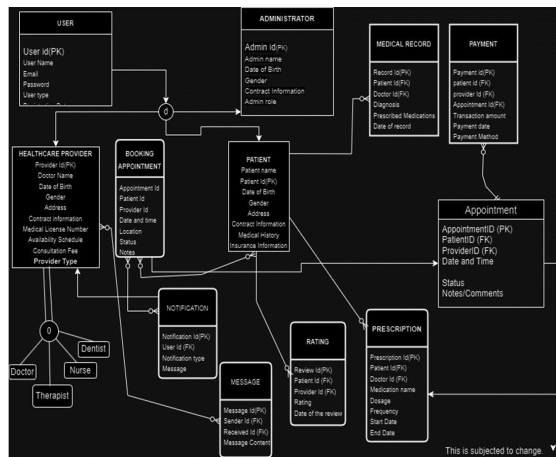 USER
User id(PK)
User Name
Email
Password
User type
ADMINISTRATOR
Admin id(PK)
Admin name
Date of Birth
Gender
Contract Information
Admin role
MEDICAL RECORD
Record Id(PK)
Patient Id(FK)
Doctor Id(FK)
Diagnosis
Prescribed Medications
Date of record
PAYMENT
Payment id(PK)
patient id (FK)
provider Id (FK)
Appointment Id(FK)
Transaction amount
Payment date
Payment Method
d
HEALTHCARE PROVIDER
Provider Id(PK)
Doctor Name
Date of Birth
Gender
Address
Contract Information
Medical License Number
Availability Schedule
Consultation Fee
Provider Type
BOOKING
APPOINTMENT
Appointment Id
Patient Id
Provider Id
Date and time
Location
Status
Notes
PATIENT
Patient name
Patient Id(PK)
Date of Birth
Gender
Address
Contract Information
Medical History
Insurance Information
Appointment
AppointmentID (PK)
PatientID (FK)
ProviderID (FK)
Date and Time
Status
Notes/Comments
NOTIFICATION
Notification Id(PK)
User Id (FK)
Notification type
Message
0
Doctor
Therapist
Nurse
Dentist
MESSAGE
Message Id(PK)
Sender Id (FK)
Received Id (FK)
Message Content
RATING
Review Id(PK)
Patient Id (FK)
Provider Id (FK)
Rating
Date of the review
PRESCRIPTION
Prescription Id(PK)
Patient Id(FK)
Doctor Id (FK)
Medication name
Dosage
Frequency
Start Date
End Date
This is subjected to change.